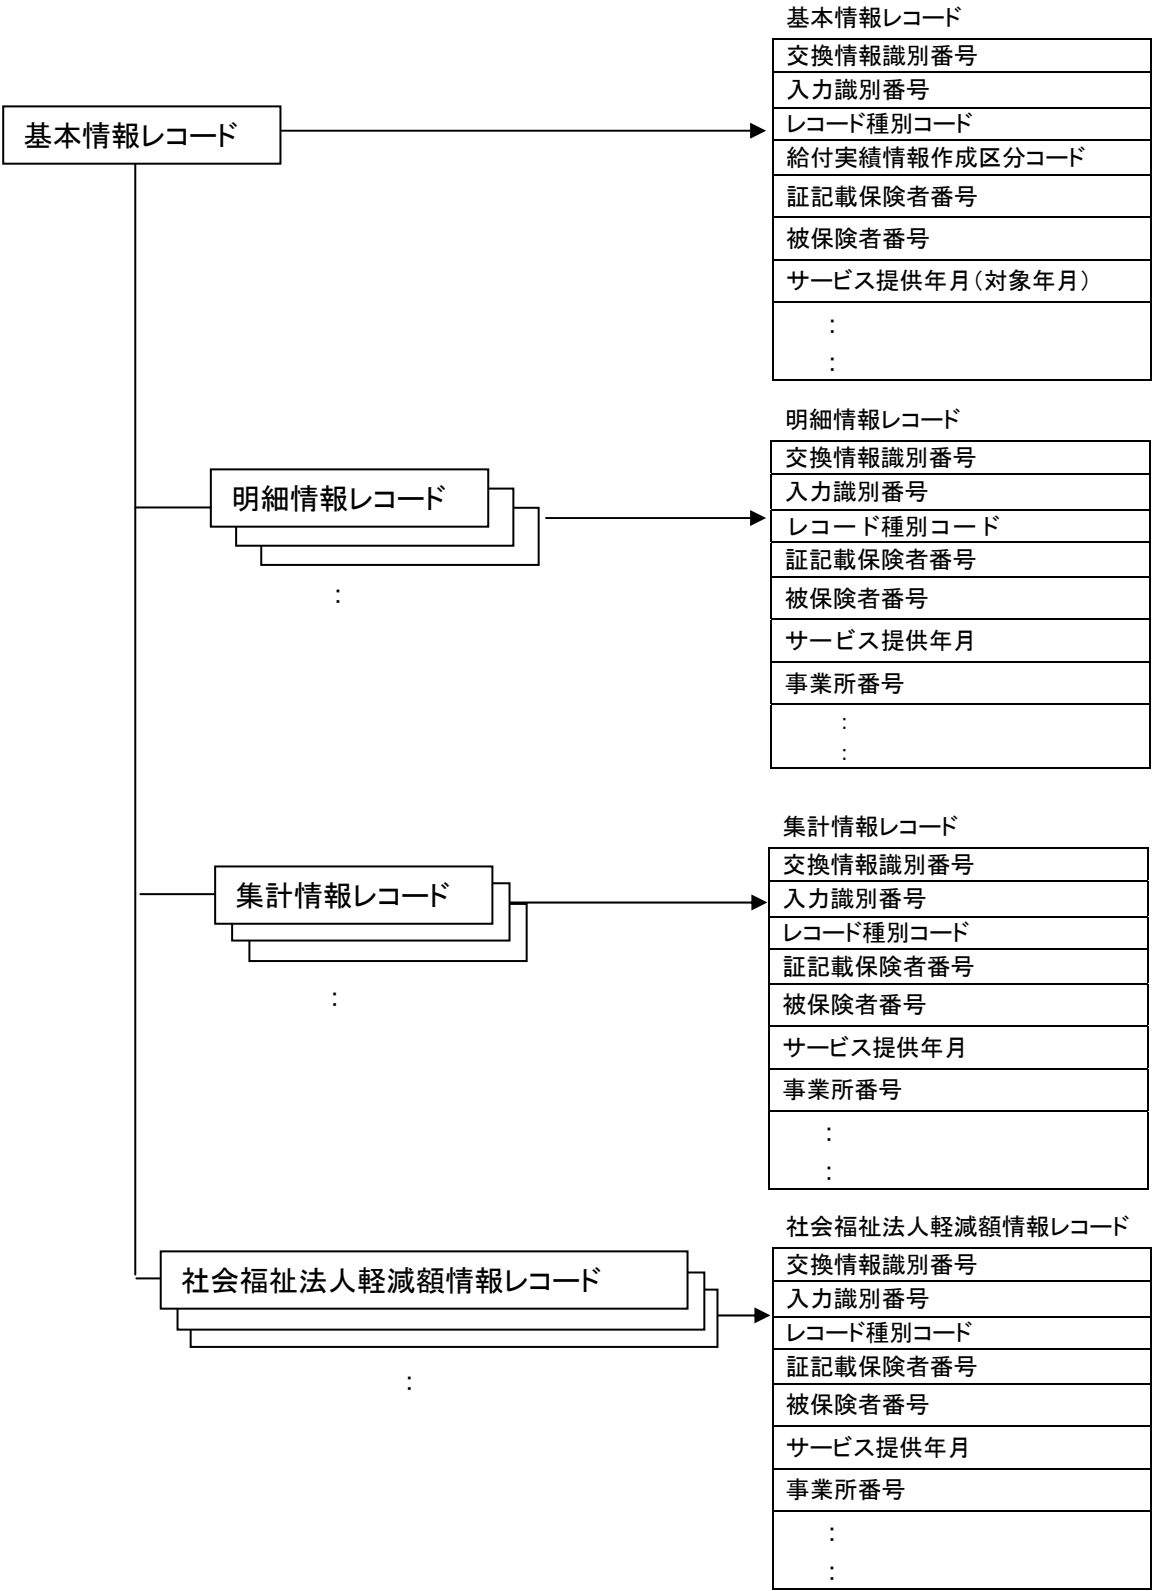 基本情報レコード
基本情報レコード
交換情報識別番号
入力識別番号
レコード種別コード
給付実績情報作成区分コード
証記載保険者番号
被保険者番号
サービス提供年月(対象年月)
:
:
明細情報レコード
:
明細情報レコード
交換情報識別番号
入力識別番号
レコード種別コード
証記載保険者番号
被保険者番号
サービス提供年月
事業所番号
:
:
集計情報レコード
:
集計情報レコード
交換情報識別番号
入力識別番号
レコード種別コード
証記載保険者番号
被保険者番号
サービス提供年月
事業所番号
:
:
社会福祉法人軽減額情報レコード
:
社会福祉法人軽減額情報レコード
交換情報識別番号
入力識別番号
レコード種別コード
証記載保険者番号
被保険者番号
サービス提供年月
事業所番号
:
: